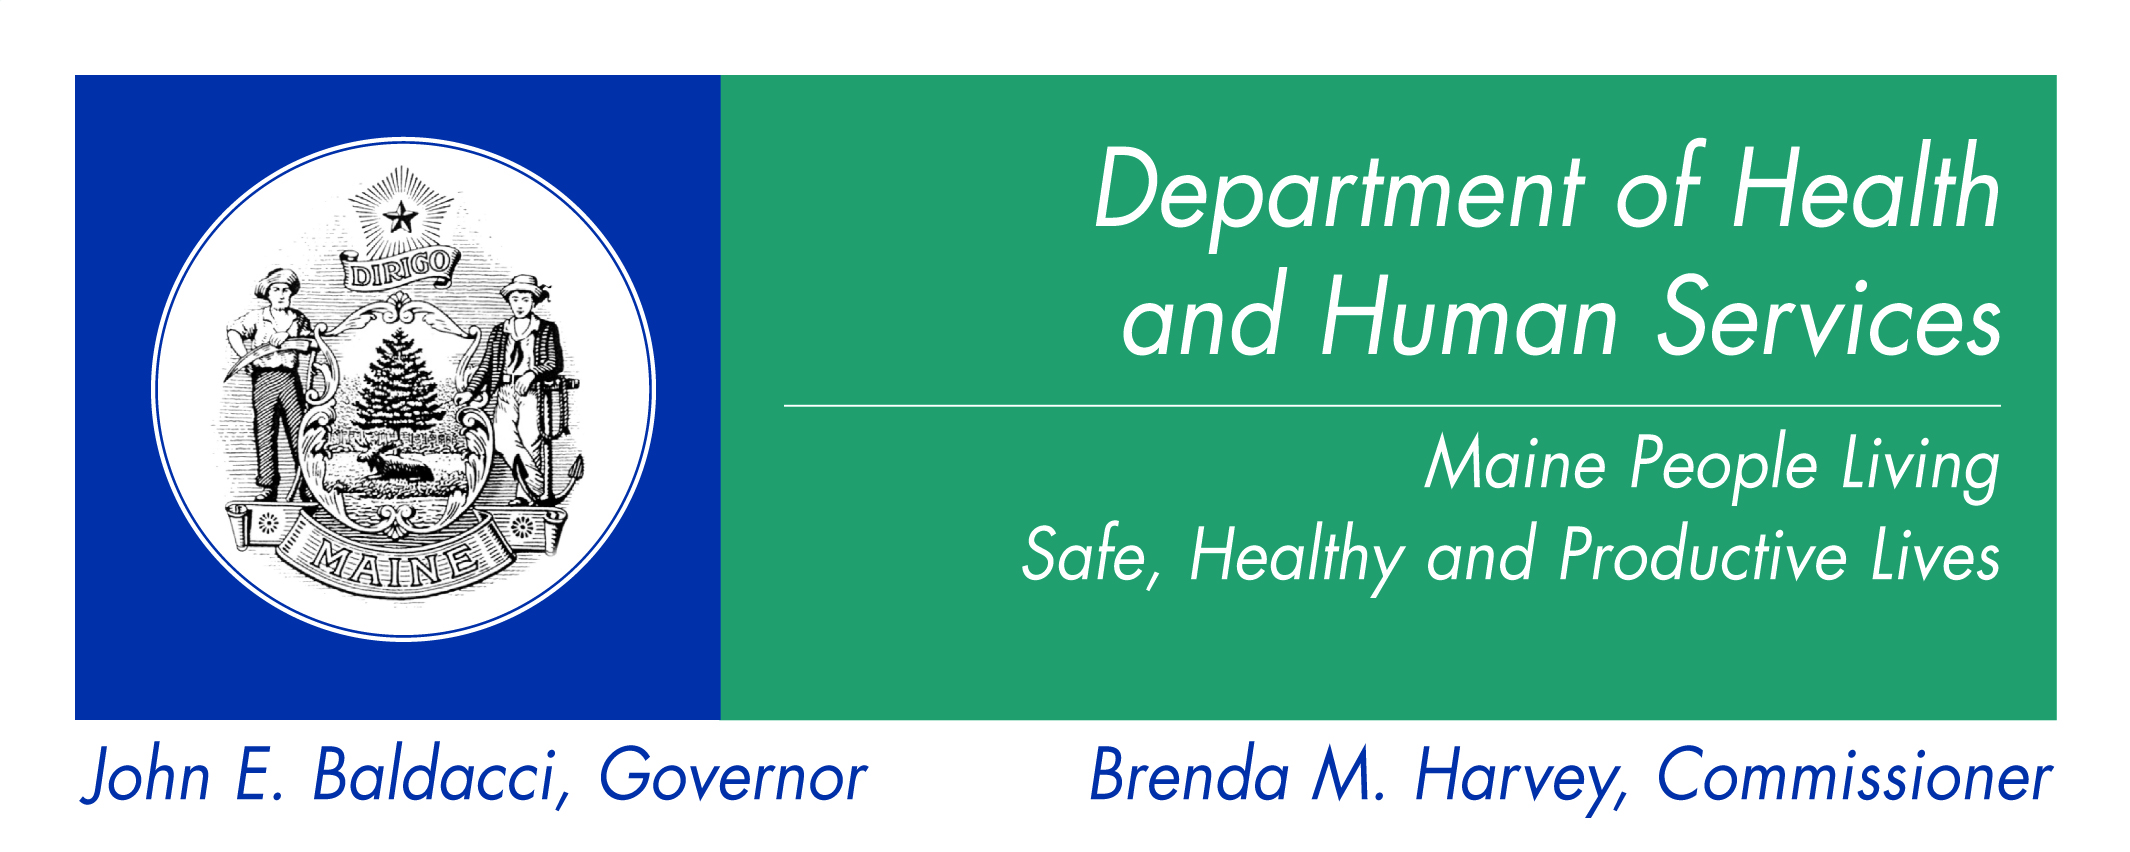 DIRIGO
MAINE
Department of Health
and Human Services
Maine People Living
Safe, Healthy and Productive Lives
John E. Baldacci, Governor
Brenda M. Harvey, Commissioner